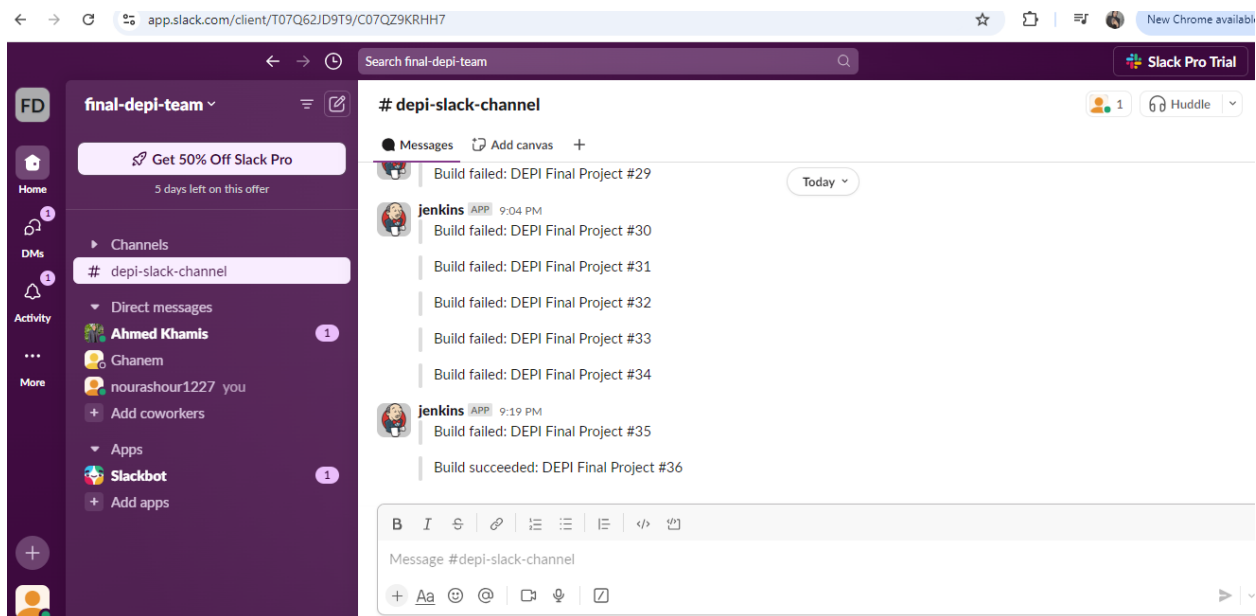 app.slack.com/client/T07Q62JD9T9/C07QZ9KRHH7
New Chrome available
Search final-depi-team
Slack Pro Trial
FD
Home
1
DMs
1
Activity
More
final-depi-team
Get 50% Off Slack Pro
5 days left on this offer
Channels
# depi-slack-channel
Direct messages
Ahmed Khamis 1
Ghanem
nourashour1227 you
+ Add coworkers
Apps
Slackbot 1
+ Add apps
# depi-slack-channel
1
Huddle
Messages Add canvas +
Today
Build failed: DEPI Final Project #29
jenkins APP 9:04 PM
Build failed: DEPI Final Project #30
Build failed: DEPI Final Project #31
Build failed: DEPI Final Project #32
Build failed: DEPI Final Project #33
Build failed: DEPI Final Project #34
jenkins APP 9:19 PM
Build failed: DEPI Final Project #35
Build succeeded: DEPI Final Project #36
B I S
Message #depi-slack-channel
+ Aa @